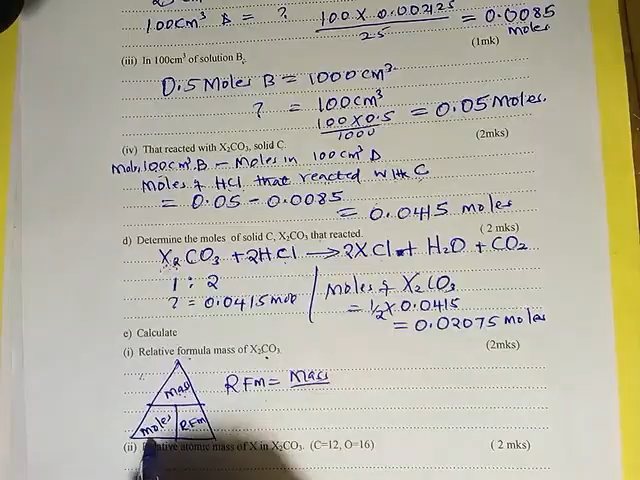 100cm³ D = ? 100 X 0.002125 / 25 = 0.0085 moles
(1mk)
(iii) In 100cm³ of solution B.
0.5 Moles B = 1000cm³
? = 100cm³
100 X 0.5 / 1000 = 0.05 Moles.
(iv) That reacted with X₂CO₃, solid C. (2mks)
100cm³ B – Moles in 100cm³ D
Moles of HCl that reacted with C
= 0.05 - 0.0085
= 0.0415 moles
d) Determine the moles of solid C, X₂CO₃ that reacted. ( 2 mks)
X₂CO₃ + 2HCl → 2XCl + H₂O + CO₂
1 : 2
? = 0.0415 mol
Moles of X₂CO₃
= ½ X 0.0415
= 0.02075 moles
e) Calculate
(i) Relative formula mass of X₂CO₃. (2mks)
Mass
Moles RFM
RFM = Mass
(ii) Relative atomic mass of X in X₂CO₃. (C=12, O=16) ( 2 mks)